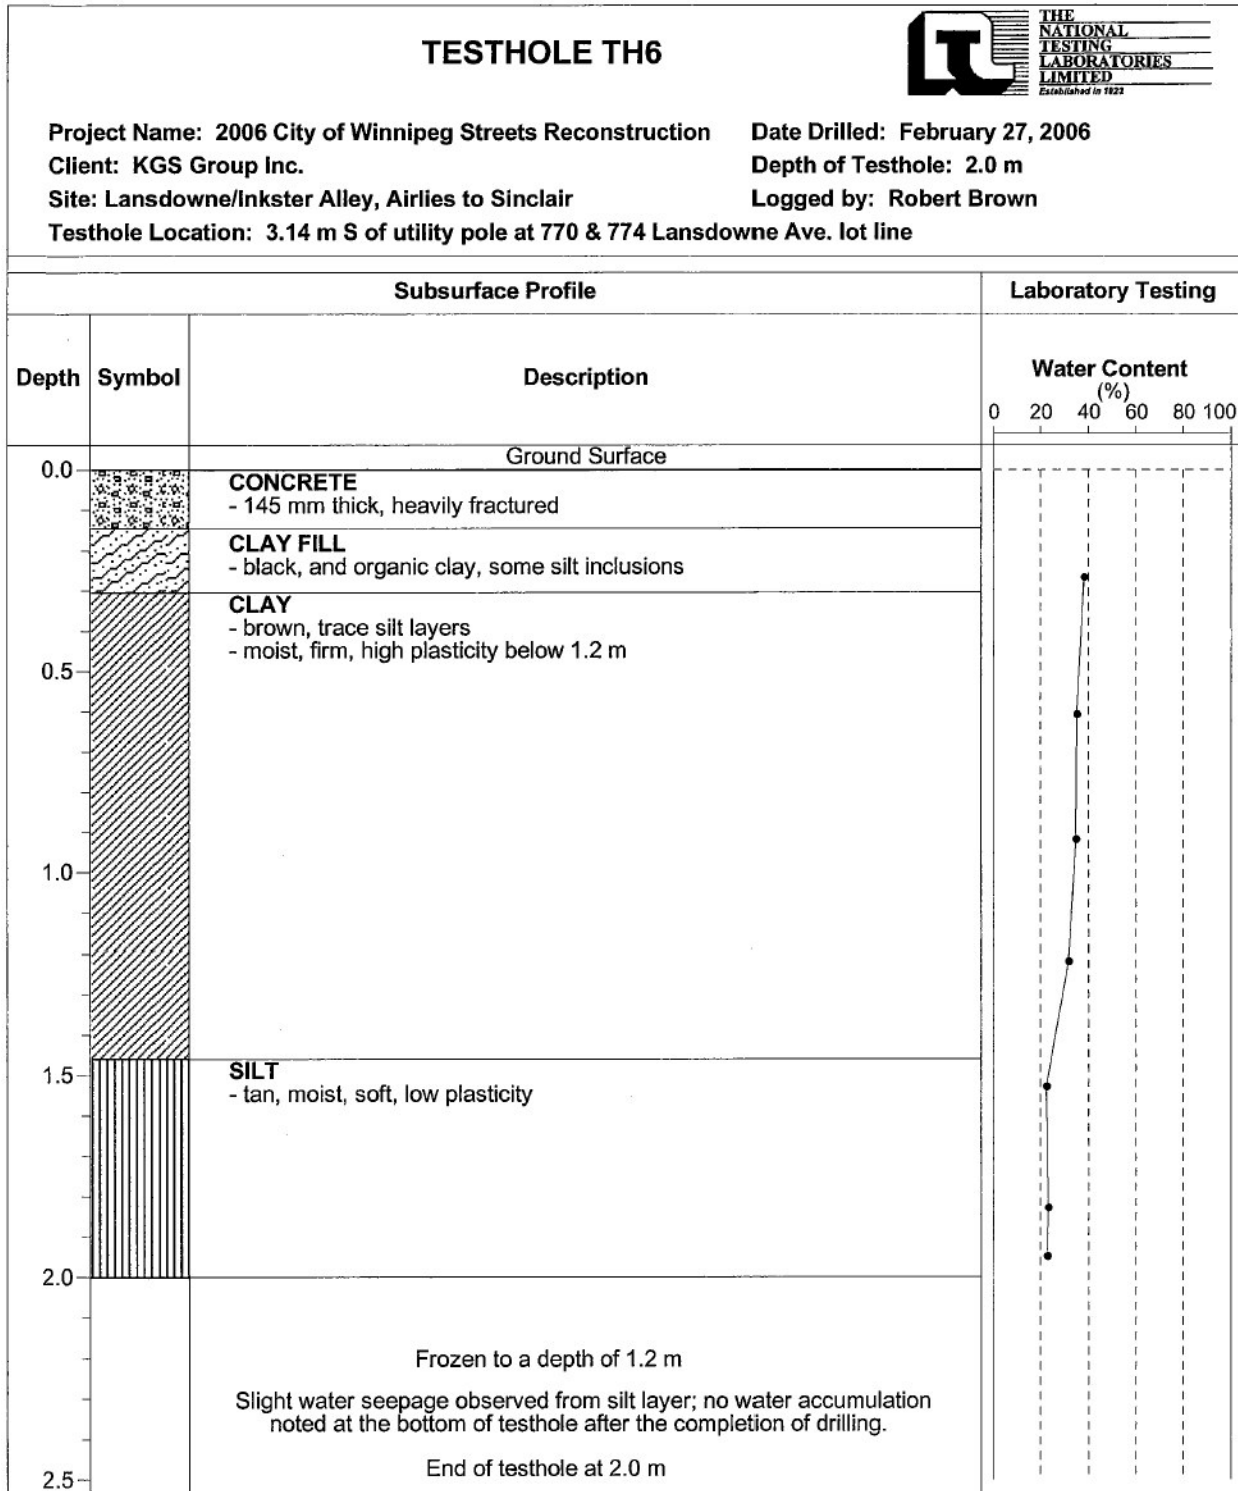 TESTHOLE TH6
THE
NATIONAL
TESTING
LABORATORIES
LIMITED
Established in 1923
Project Name: 2006 City of Winnipeg Streets Reconstruction
Date Drilled: February 27, 2006
Client: KGS Group Inc.
Depth of Testhole: 2.0 m
Site: Lansdowne/Inkster Alley, Airlies to Sinclair
Logged by: Robert Brown
Testhole Location: 3.14 m S of utility pole at 770 & 774 Lansdowne Ave. lot line
Subsurface Profile
Laboratory Testing
Depth
Symbol
Description
Water Content
(%)
0 20 40 60 80 100
Ground Surface
0.0
CONCRETE
- 145 mm thick, heavily fractured
CLAY FILL
- black, and organic clay, some silt inclusions
CLAY
- brown, trace silt layers
- moist, firm, high plasticity below 1.2 m
0.5
1.0
SILT
1.5
- tan, moist, soft, low plasticity
2.0
Frozen to a depth of 1.2 m
Slight water seepage observed from silt layer; no water accumulation
noted at the bottom of testhole after the completion of drilling.
End of testhole at 2.0 m
2.5